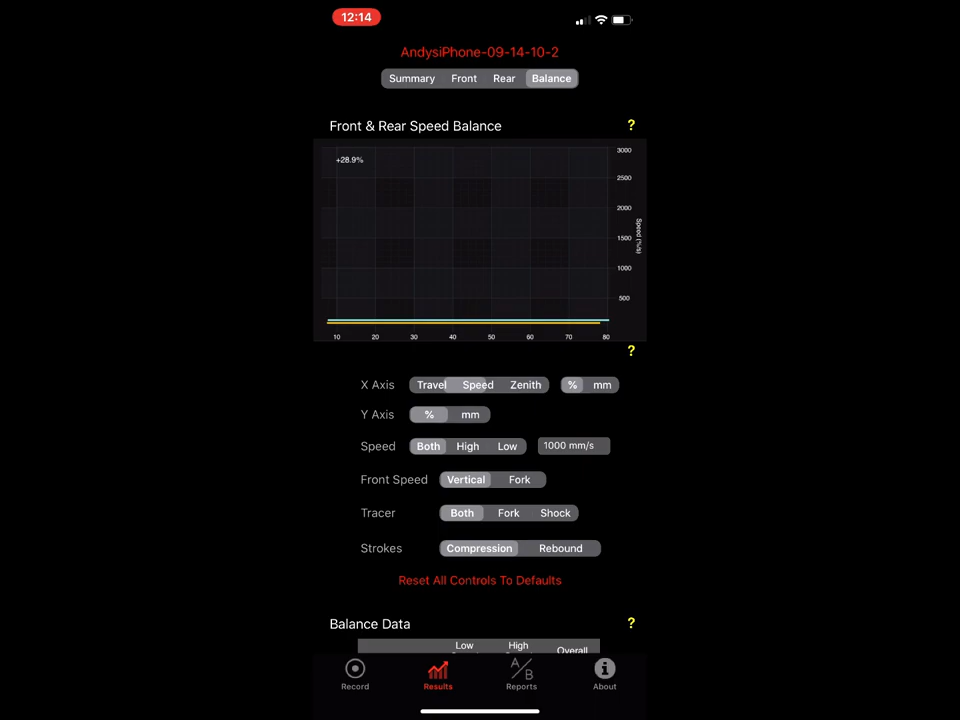 12:14
AndysiPhone-09-14-10-2
Summary Front Rear Balance
Front & Rear Speed Balance ?
+28.9%
3000
2500
2000
1500
1000
500
Speed (%/s)
10 20 30 40 50 60 70 80
?
X Axis Travel Speed Zenith % mm
Y Axis % mm
Speed Both High Low 1000 mm/s
Front Speed Vertical Fork
Tracer Both Fork Shock
Strokes Compression Rebound
Reset All Controls To Defaults
Balance Data ?
Low High Overall
Record Results A/B Reports i About